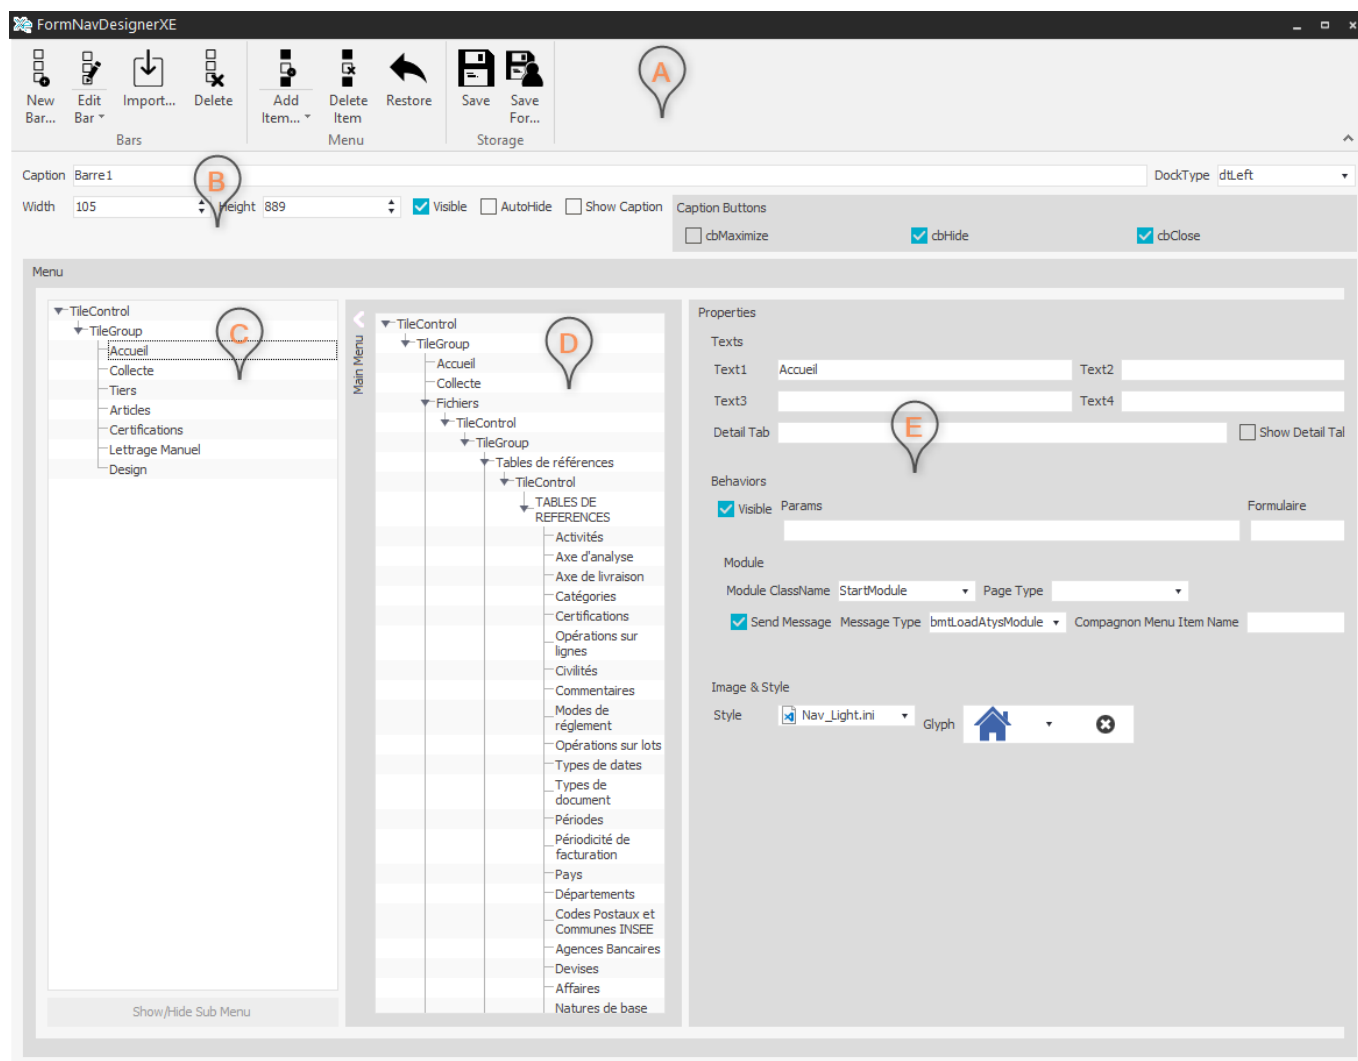 FormNavDesignerXE
New Bar...
Edit Bar
Import...
Delete
Add Item...
Delete Item
Restore
Save
Save For...
Bars
Menu
Storage
A
Caption Barre1 DockType dtLeft
B
Width 105 Height 889 Visible AutoHide Show Caption
Caption Buttons
cbMaximize cbHide cbClose
Menu
TileControl
TileGroup
Accueil
Collecte
Tiers
Articles
Certifications
Lettrage Manuel
Design
C
Show/Hide Sub Menu
Main Menu
TileControl
TileGroup
Accueil
Collecte
Fichiers
TileControl
TileGroup
Tables de références
TileControl
TABLES DE
REFERENCES
Activités
Axe d'analyse
Axe de livraison
Catégories
Certifications
Opérations sur
lignes
Civilités
Commentaires
Modes de
réglement
Opérations sur lots
Types de dates
Types de
document
Périodes
Périodicité de
facturation
Pays
Départements
Codes Postaux et
Communes INSEE
Agences Bancaires
Devises
Affaires
Natures de base
D
Properties
Texts
Text1 Accueil Text2
Text3 Text4
Detail Tab Show Detail Tal
E
Behaviors
Visible Params Formulaire
Module
Module ClassName StartModule Page Type
Send Message Message Type bmtLoadAtysModule Compagnon Menu Item Name
Image & Style
Style Nav_Light.ini Glyph